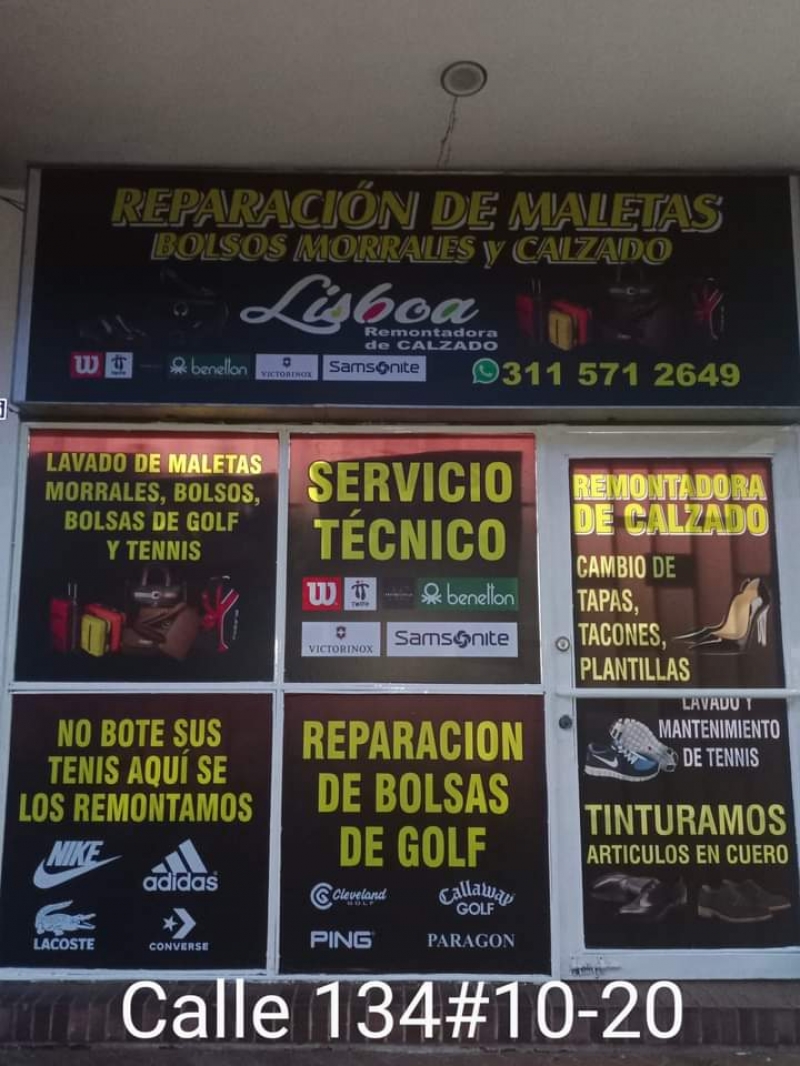 REPARACIÓN DE MALETAS
BOLSOS MORRALES y CALZADO
Lisboa
Remontadora
de CALZADO
W TOTTO benetton VICTORINOX Samsonite
311 571 2649
LAVADO DE MALETAS
MORRALES, BOLSOS,
BOLSAS DE GOLF
Y TENNIS
SERVICIO
TÉCNICO
W TOTTO benetton
VICTORINOX Samsonite
REMONTADORA
DE CALZADO
CAMBIO DE
TAPAS,
TACONES,
PLANTILLAS
NO BOTE SUS
TENIS AQUÍ SE
LOS REMONTAMOS
NIKE adidas
LACOSTE CONVERSE
REPARACION
DE BOLSAS
DE GOLF
Cleveland GOLF Callaway GOLF
PING PARAGON
LAVADO Y
MANTENIMIENTO
DE TENNIS
TINTURAMOS
ARTICULOS EN CUERO
Calle 134#10-20